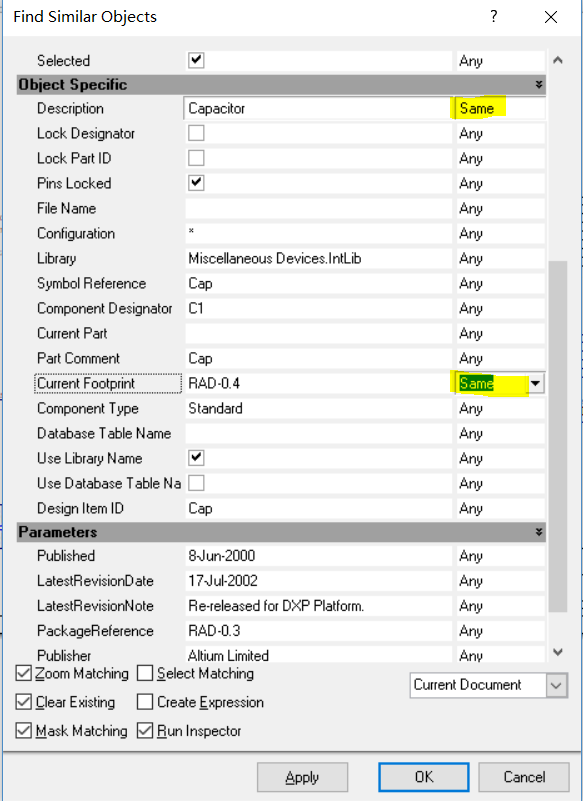 Find Similar Objects ?
Selected Any
Object Specific
Description Capacitor Same
Lock Designator Any
Lock Part ID Any
Pins Locked Any
File Name Any
Configuration * Any
Library Miscellaneous Devices.IntLib Any
Symbol Reference Cap Any
Component Designator C1 Any
Current Part Any
Part Comment Cap Any
Current Footprint RAD-0.4 Same
Component Type Standard Any
Database Table Name Any
Use Library Name Any
Use Database Table Na Any
Design Item ID Cap Any
Parameters
Published 8-Jun-2000 Any
LatestRevisionDate 17-Jul-2002 Any
LatestRevisionNote Re-released for DXP Platform. Any
PackageReference RAD-0.3 Any
Publisher Altium Limited Any
Zoom Matching Select Matching Current Document
Clear Existing Create Expression
Mask Matching Run Inspector
Apply OK Cancel